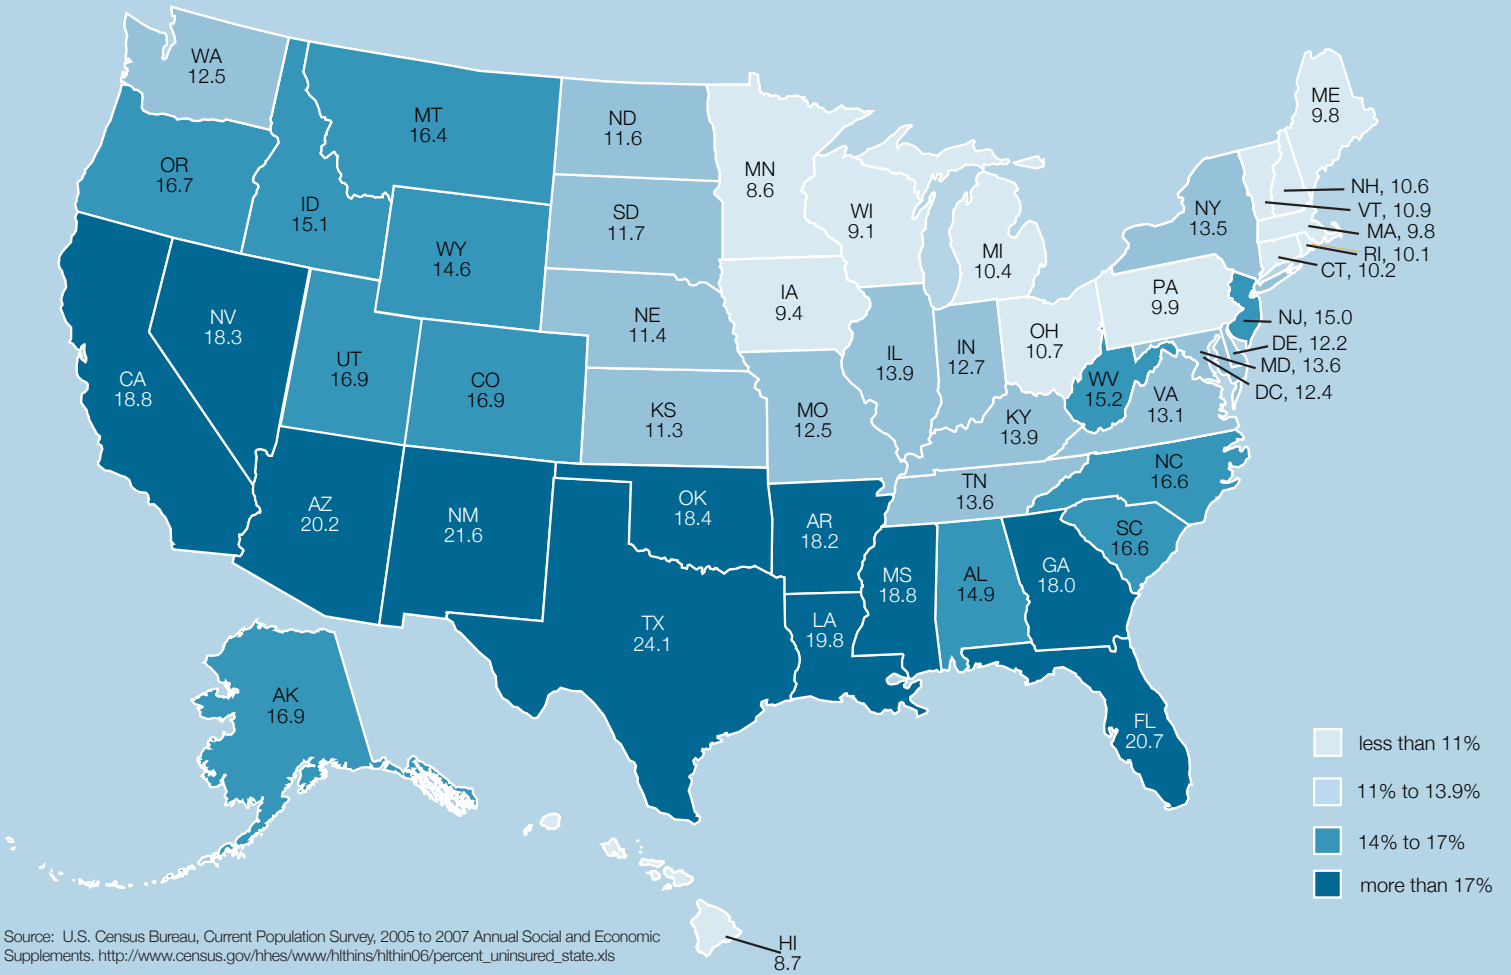 WA
12.5
MT
16.4
ND
11.6
MN
8.6
ME
9.8
OR
16.7
ID
15.1
SD
11.7
WI
9.1
NY
13.5
NH, 10.6
VT, 10.9
MA, 9.8
RI, 10.1
CT, 10.2
WY
14.6
MI
10.4
IA
9.4
PA
9.9
NV
18.3
NE
11.4
OH
10.7
NJ, 15.0
DE, 12.2
MD, 13.6
DC, 12.4
CA
18.8
UT
16.9
CO
16.9
IL
13.9
IN
12.7
WV
15.2
VA
13.1
KS
11.3
MO
12.5
KY
13.9
NC
16.6
TN
13.6
AZ
20.2
NM
21.6
OK
18.4
AR
18.2
SC
16.6
MS
18.8
AL
14.9
GA
18.0
TX
24.1
LA
19.8
AK
16.9
FL
20.7
less than 11%
11% to 13.9%
14% to 17%
more than 17%
HI
8.7
Source: U.S. Census Bureau, Current Population Survey, 2005 to 2007 Annual Social and Economic
Supplements. http://www.census.gov/hhes/www/hlthins/hlthin06/percent_uninsured_state.xls